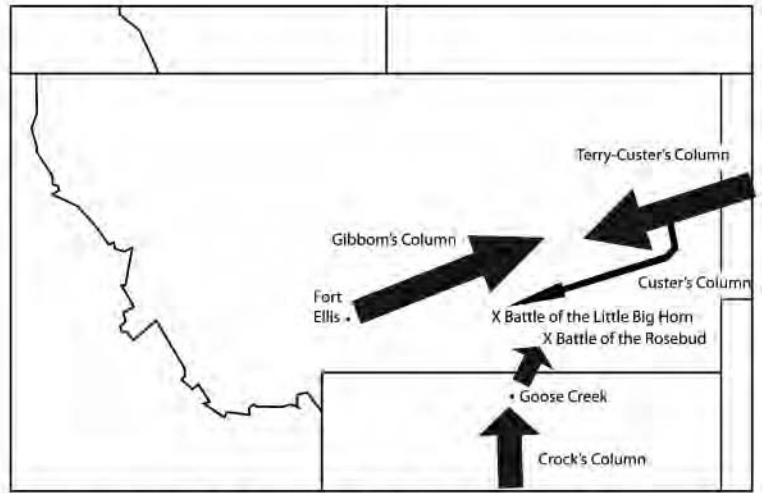 Terry-Custer's Column
Gibbom's Column
Custer's Column
Fort
Ellis
X Battle of the Little Big Horn
X Battle of the Rosebud
Goose Creek
Crock's Column